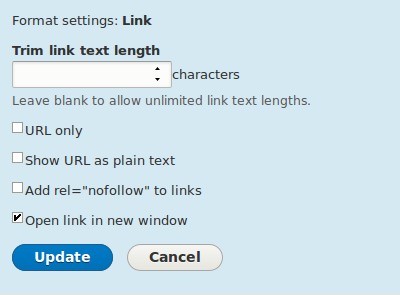 Format settings: Link
Trim link text length
characters
Leave blank to allow unlimited link text lengths.
URL only
Show URL as plain text
Add rel="nofollow" to links
Open link in new window
Update Cancel